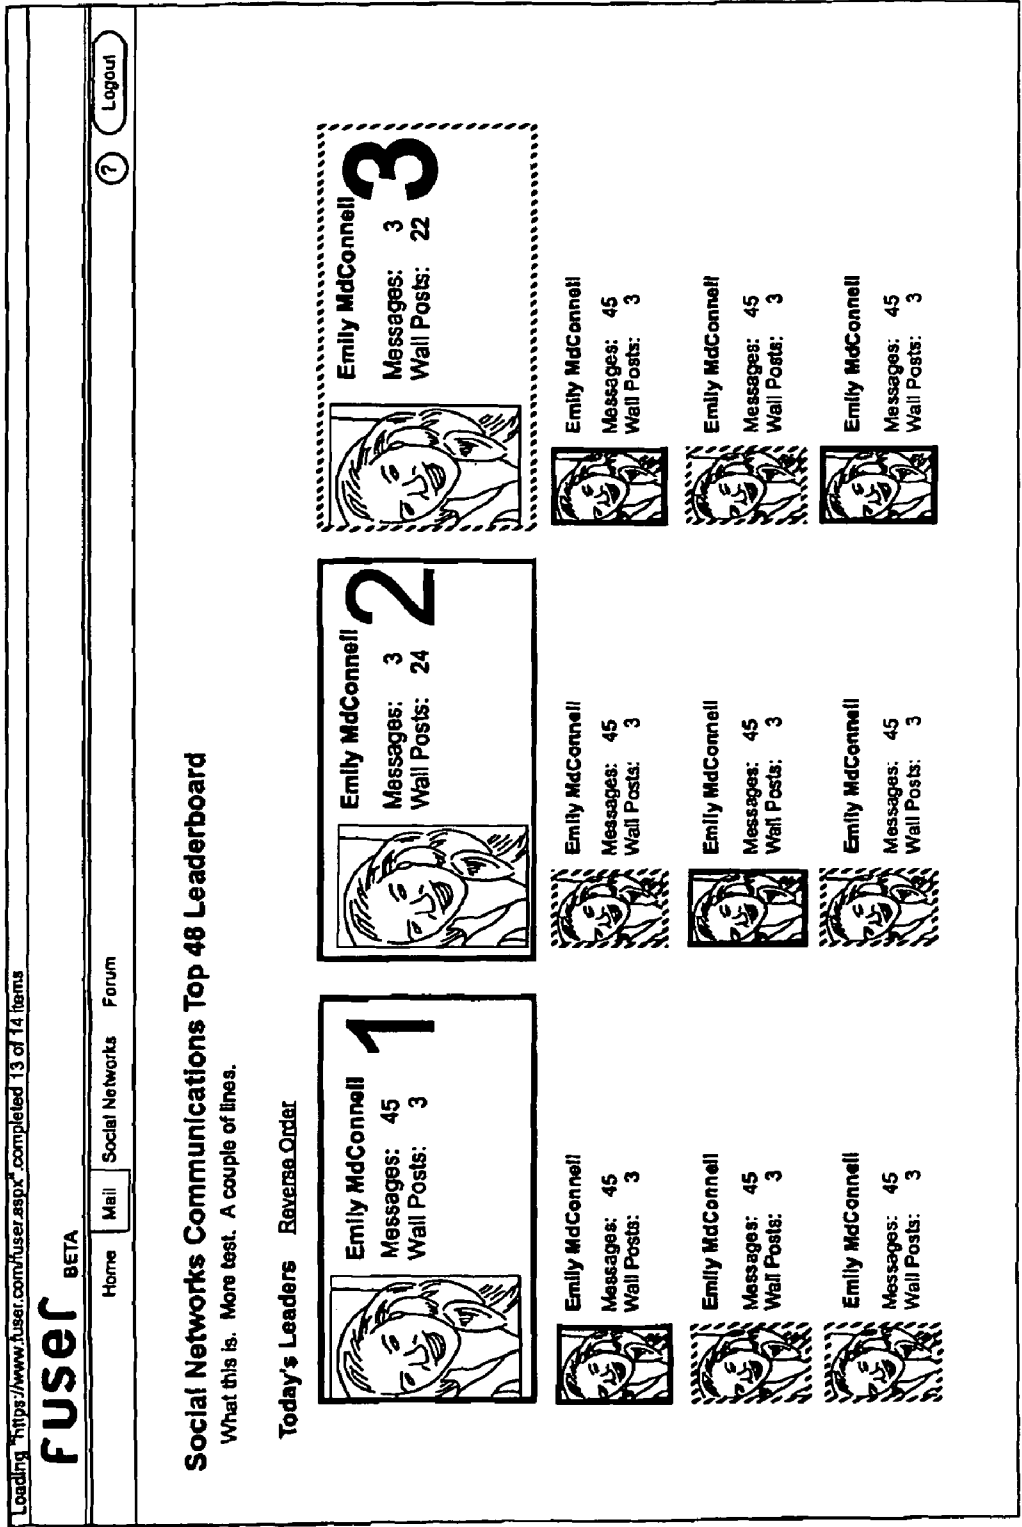 Loading "https://www.fuser.com/fuser.aspx" completed 13 of 14 items
fuser BETA
Home Mail Social Networks Forum ? Logout
Social Networks Communications Top 48 Leaderboard
What this is. More test. A couple of lines.
Today's Leaders Reverse Order
Emily MdConnell
Messages: 45
Wall Posts: 3
1
Emily MdConnell
Messages: 3
Wall Posts: 24
2
Emily MdConnell
Messages: 3
Wall Posts: 22
3
Emily MdConnell
Messages: 45
Wall Posts: 3
Emily MdConnell
Messages: 45
Wall Posts: 3
Emily MdConnell
Messages: 45
Wall Posts: 3
Emily MdConnell
Messages: 45
Wall Posts: 3
Emily MdConnell
Messages: 45
Wall Posts: 3
Emily MdConnell
Messages: 45
Wall Posts: 3
Emily MdConnell
Messages: 45
Wall Posts: 3
Emily MdConnell
Messages: 45
Wall Posts: 3
Emily MdConnell
Messages: 45
Wall Posts: 3